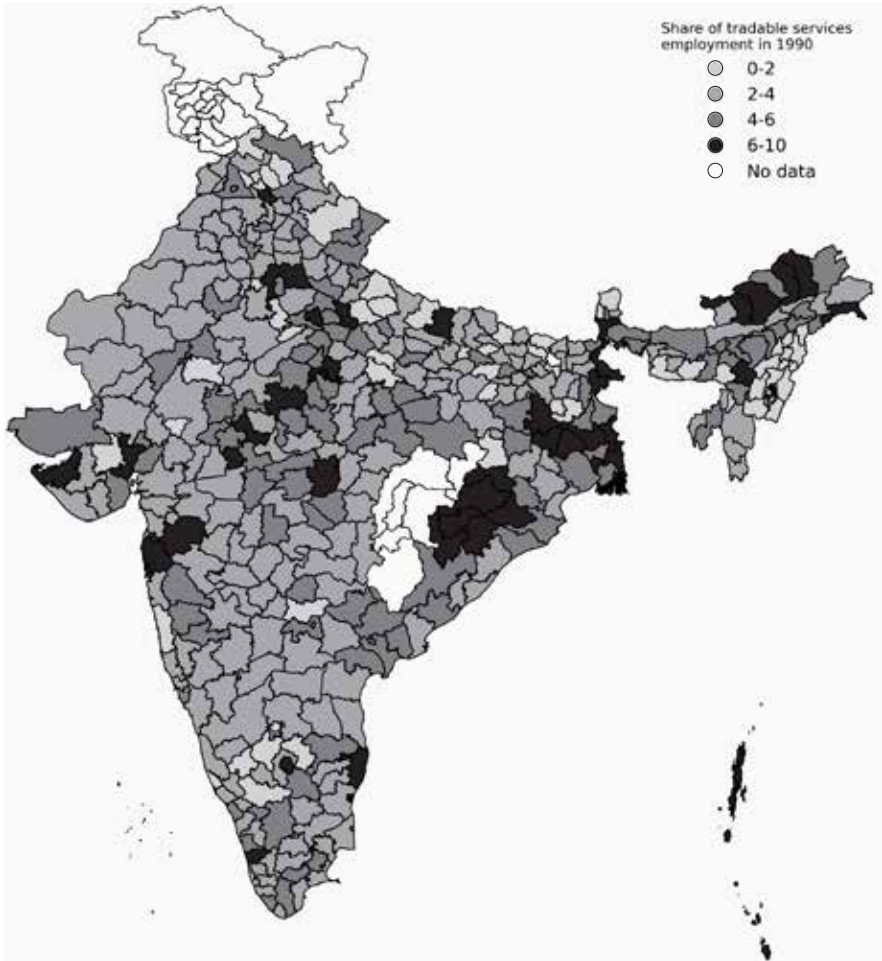 Share of tradable services
employment in 1990
0-2
2-4
4-6
6-10
No data